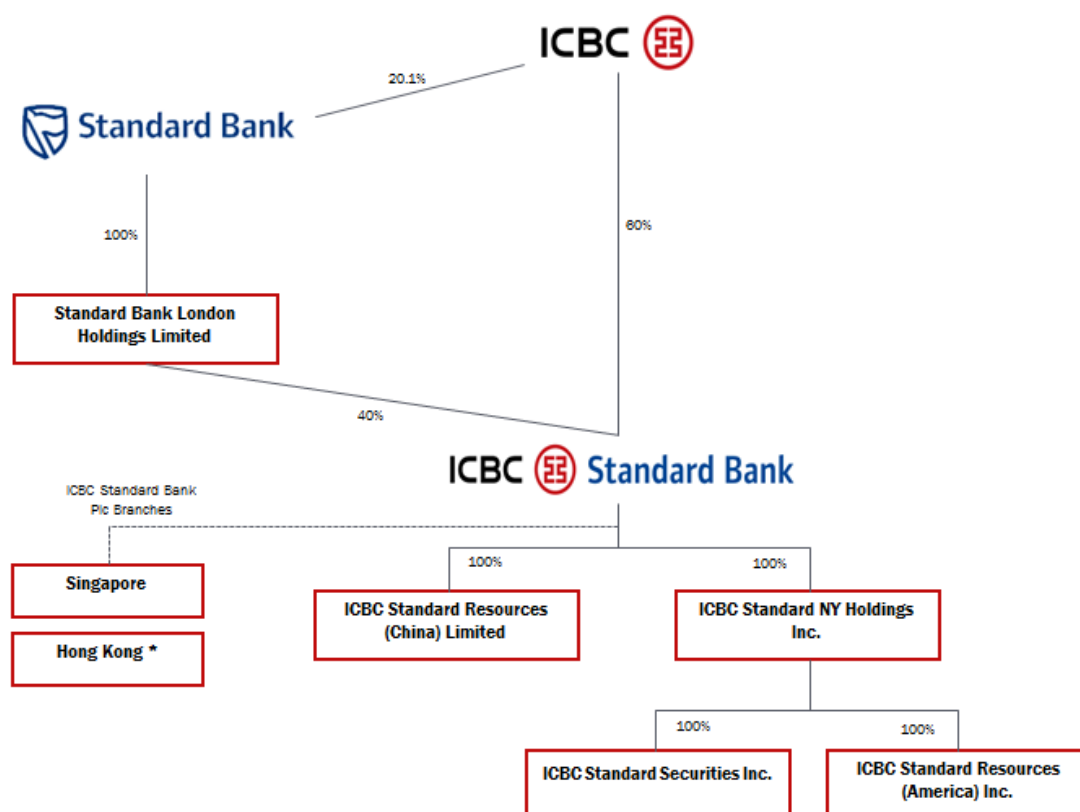 ICBC
20.1%
Standard Bank
100%
60%
Standard Bank London
Holdings Limited
40%
ICBC Standard Bank
ICBC Standard Bank
Plc Branches
100%
100%
Singapore
ICBC Standard Resources
(China) Limited
ICBC Standard NY Holdings
Inc.
Hong Kong *
100%
100%
ICBC Standard Securities Inc.
ICBC Standard Resources
(America) Inc.